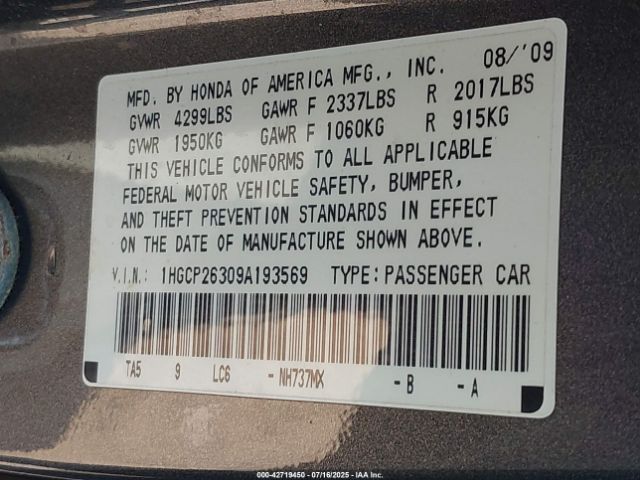 MFD. BY HONDA OF AMERICA MFG., INC. 08/'09
GVWR 4299LBS GAWR F 2337LBS R 2017LBS
GVWR 1950KG GAWR F 1060KG R 915KG
THIS VEHICLE CONFORMS TO ALL APPLICABLE
FEDERAL MOTOR VEHICLE SAFETY, BUMPER,
AND THEFT PREVENTION STANDARDS IN EFFECT
ON THE DATE OF MANUFACTURE SHOWN ABOVE.
V.I.N: 1HGCP26309A193569 TYPE:PASSENGER CAR
TA5 9 LC6 -NH737MX -B -A
000-42719450 - 07/16/2025 - IAAI.COM